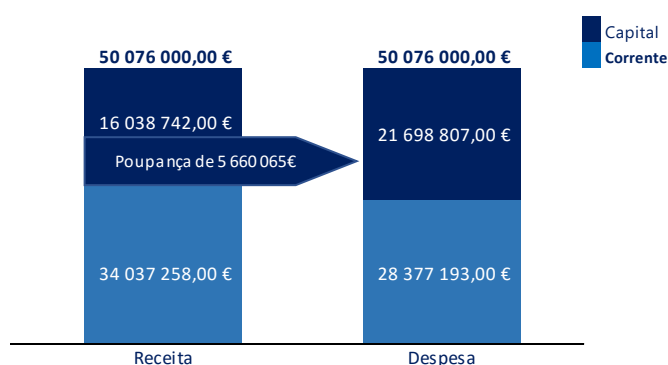 Capital
Corrente
50 076 000,00 €
50 076 000,00 €
16 038 742,00 €
21 698 807,00 €
Poupança de 5 660 065€
34 037 258,00 €
28 377 193,00 €
Receita
Despesa